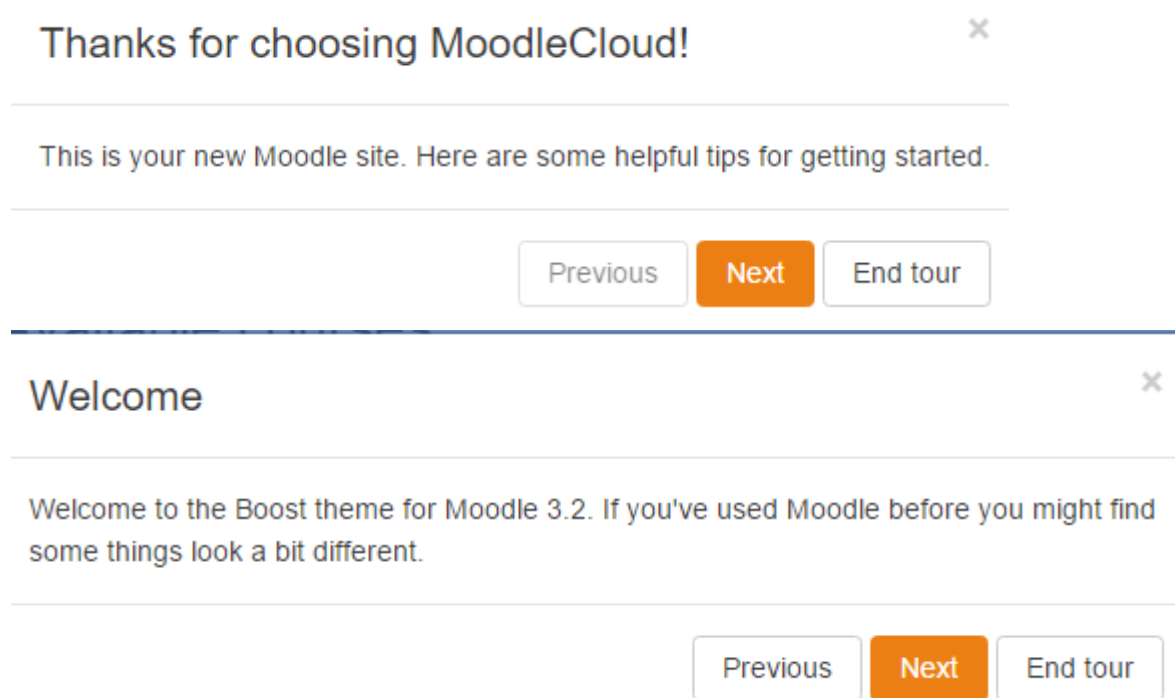 Thanks for choosing MoodleCloud!
×
This is your new Moodle site. Here are some helpful tips for getting started.
Previous
Next
End tour
Welcome
×
Welcome to the Boost theme for Moodle 3.2. If you've used Moodle before you might find
some things look a bit different.
Previous
Next
End tour